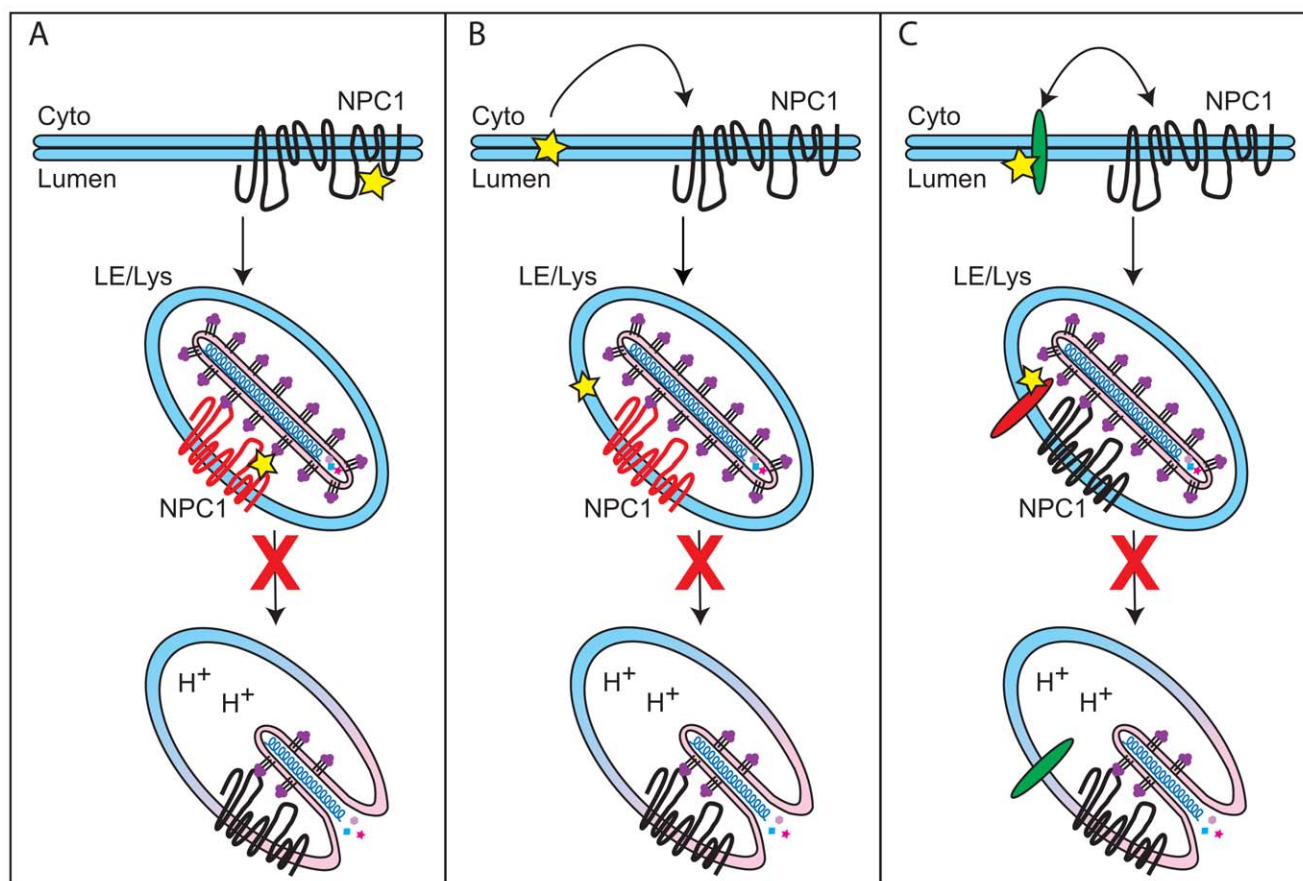 A
NPC1
Cyto
Lumen
LE/Lys
NPC1
X
H+
H+
B
NPC1
Cyto
Lumen
LE/Lys
NPC1
X
H+
H+
C
NPC1
Cyto
Lumen
LE/Lys
NPC1
X
H+
H+